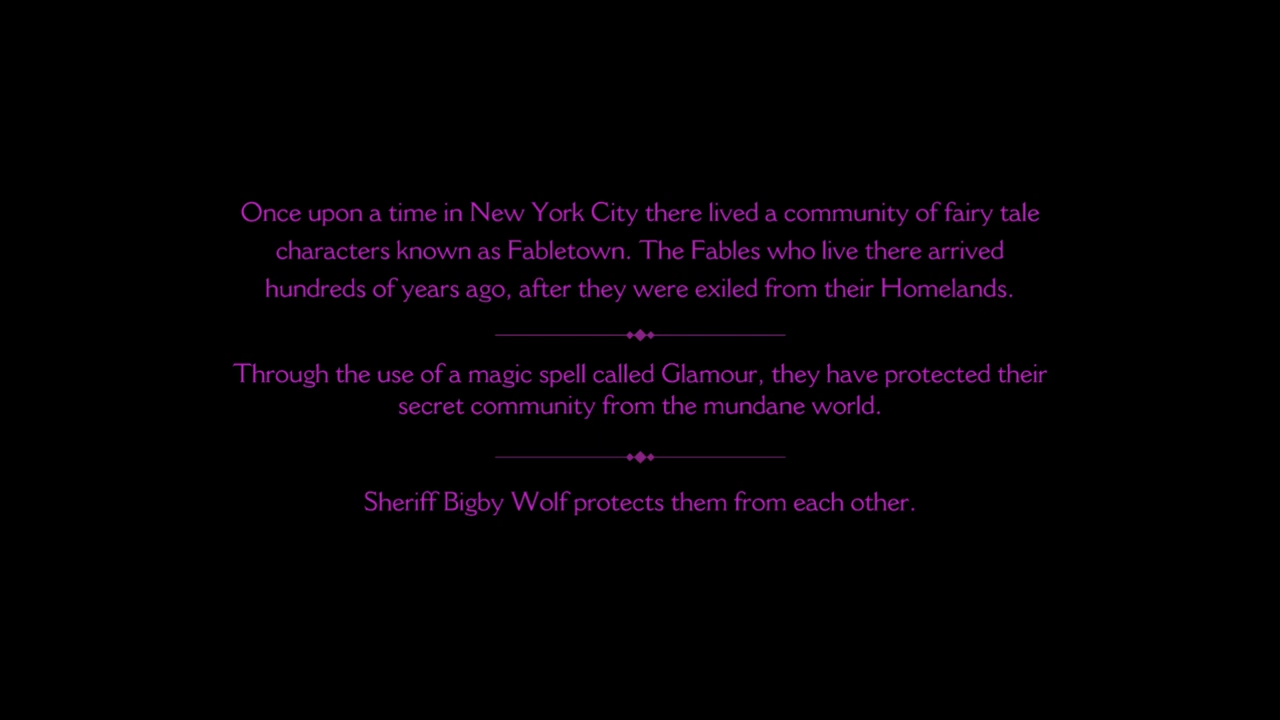 Once upon a time in New York City there lived a community of fairy tale
characters known as Fabletown. The Fables who live there arrived
hundreds of years ago, after they were exiled from their Homelands.
Through the use of a magic spell called Glamour, they have protected their
secret community from the mundane world.
Sheriff Bigby Wolf protects them from each other.